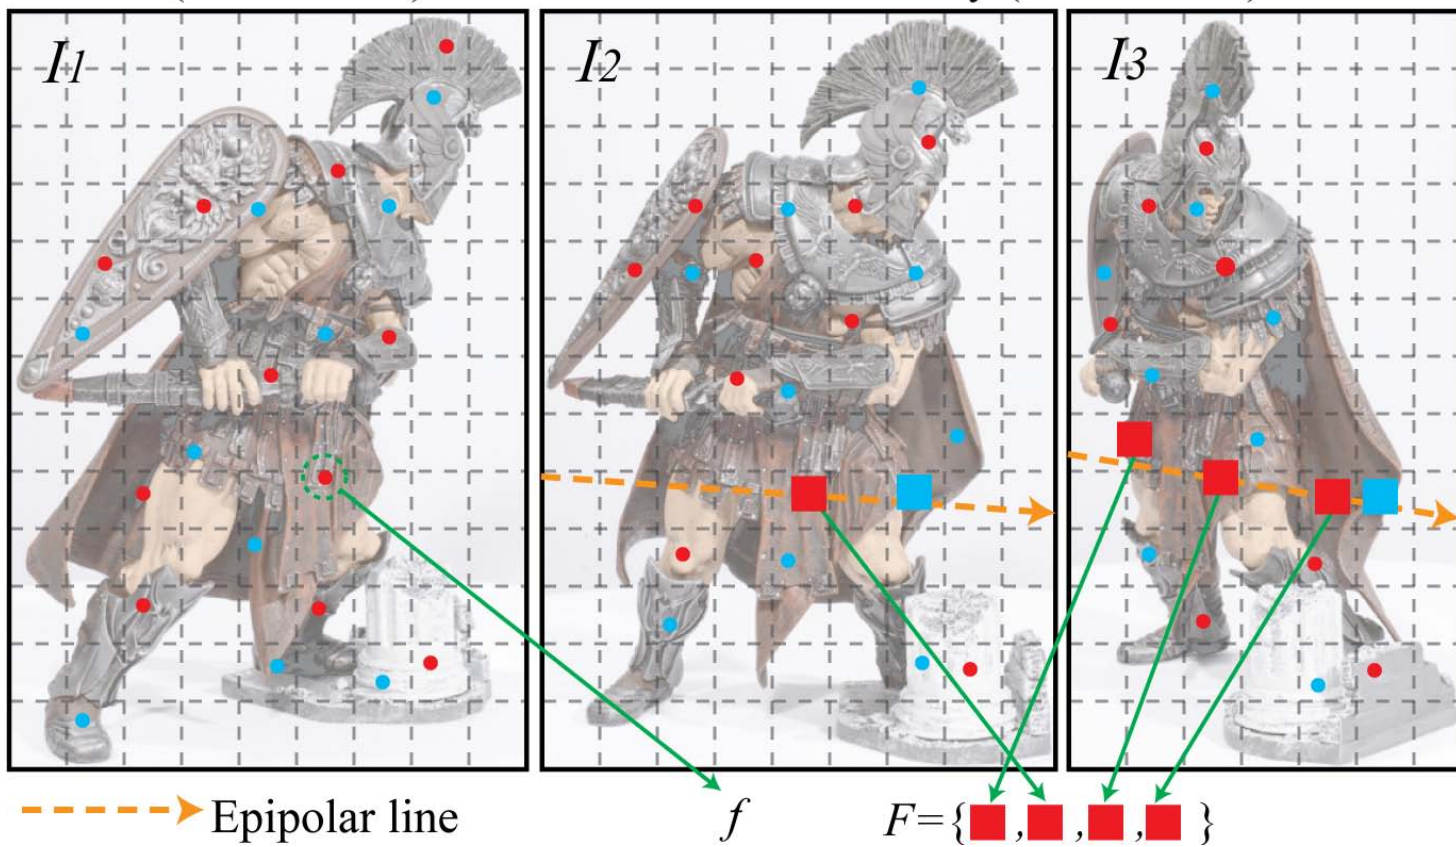 I1
I2
I3
Epipolar line
f
F={ , , , }